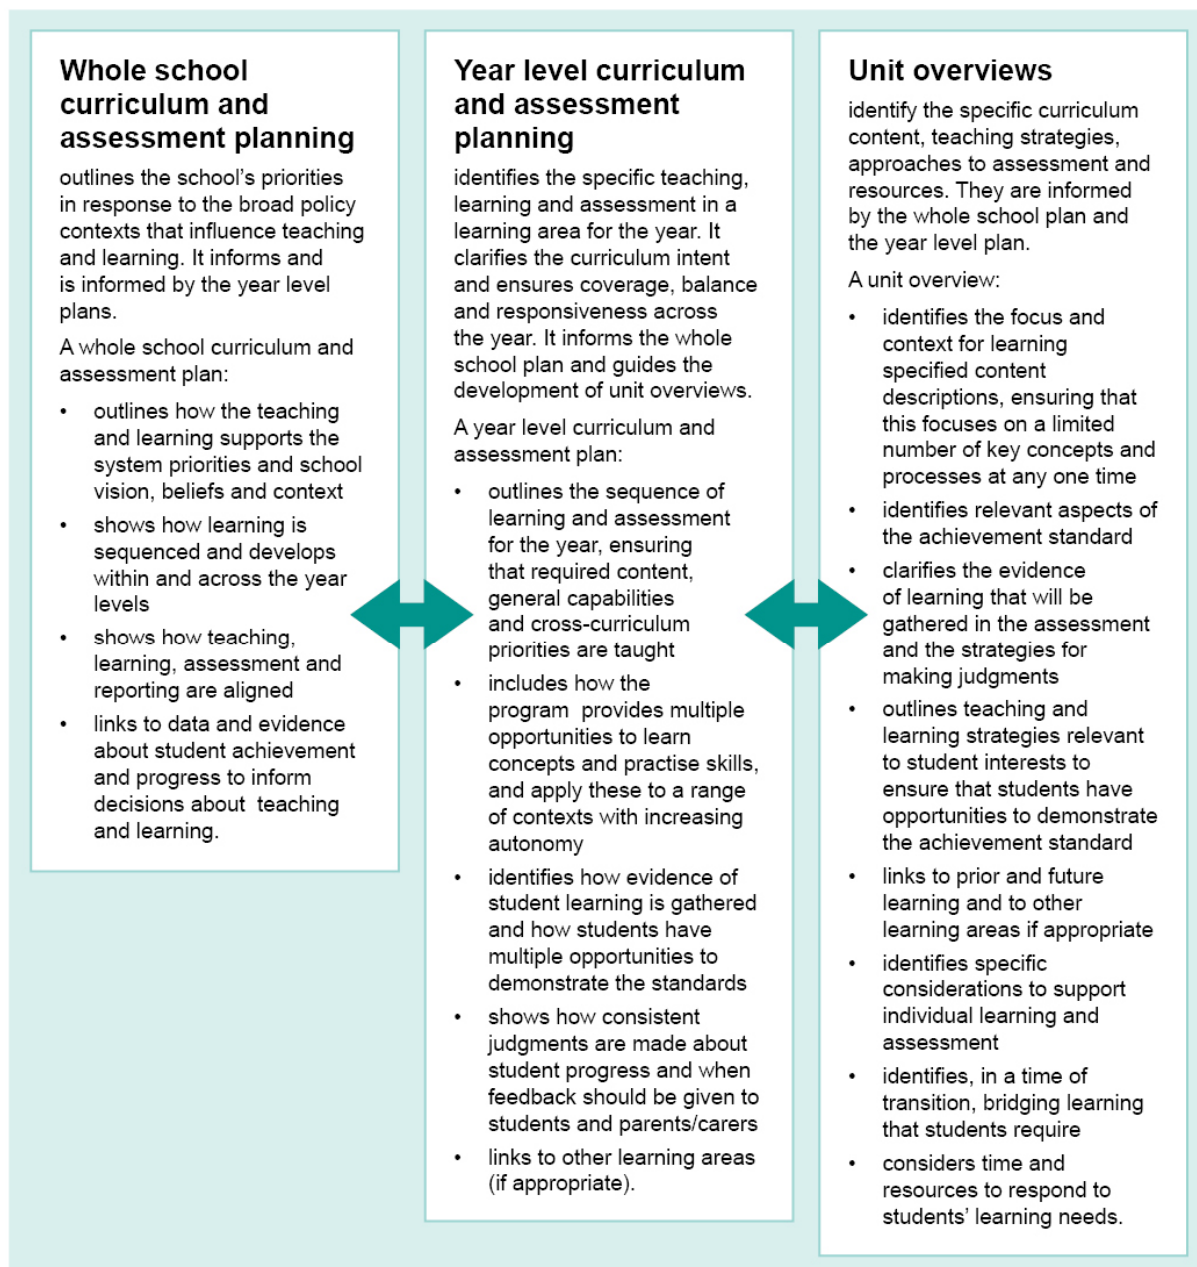 Whole school
curriculum and
assessment planning
outlines the school’s priorities
in response to the broad policy
contexts that influence teaching
and learning. It informs and
is informed by the year level
plans.
A whole school curriculum and
assessment plan:
• outlines how the teaching
and learning supports the
system priorities and school
vision, beliefs and context
• shows how learning is
sequenced and develops
within and across the year
levels
• shows how teaching,
learning, assessment and
reporting are aligned
• links to data and evidence
about student achievement
and progress to inform
decisions about teaching
and learning.
Year level curriculum
and assessment
planning
identifies the specific teaching,
learning and assessment in a
learning area for the year. It
clarifies the curriculum intent
and ensures coverage, balance
and responsiveness across
the year. It informs the whole
school plan and guides the
development of unit overviews.
A year level curriculum and
assessment plan:
• outlines the sequence of
learning and assessment
for the year, ensuring
that required content,
general capabilities
and cross-curriculum
priorities are taught
• includes how the
program provides multiple
opportunities to learn
concepts and practise skills,
and apply these to a range
of contexts with increasing
autonomy
• identifies how evidence of
student learning is gathered
and how students have
multiple opportunities to
demonstrate the standards
• shows how consistent
judgments are made about
student progress and when
feedback should be given to
students and parents/carers
• links to other learning areas
(if appropriate).
Unit overviews
identify the specific curriculum
content, teaching strategies,
approaches to assessment and
resources. They are informed
by the whole school plan and
the year level plan.
A unit overview:
• identifies the focus and
context for learning
specified content
descriptions, ensuring that
this focuses on a limited
number of key concepts and
processes at any one time
• identifies relevant aspects of
the achievement standard
• clarifies the evidence
of learning that will be
gathered in the assessment
and the strategies for
making judgments
• outlines teaching and
learning strategies relevant
to student interests to
ensure that students have
opportunities to demonstrate
the achievement standard
• links to prior and future
learning and to other
learning areas if appropriate
• identifies specific
considerations to support
individual learning and
assessment
• identifies, in a time of
transition, bridging learning
that students require
• considers time and
resources to respond to
students’ learning needs.